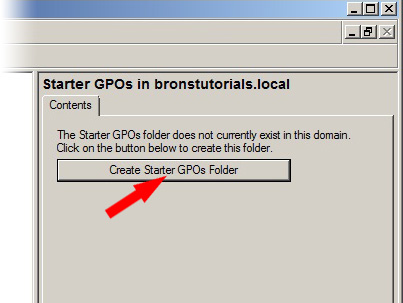 Starter GPOs in bronstutorials.local
Contents
The Starter GPOs folder does not currently exist in this domain.
Click on the button below to create this folder.
Create Starter GPOs Folder